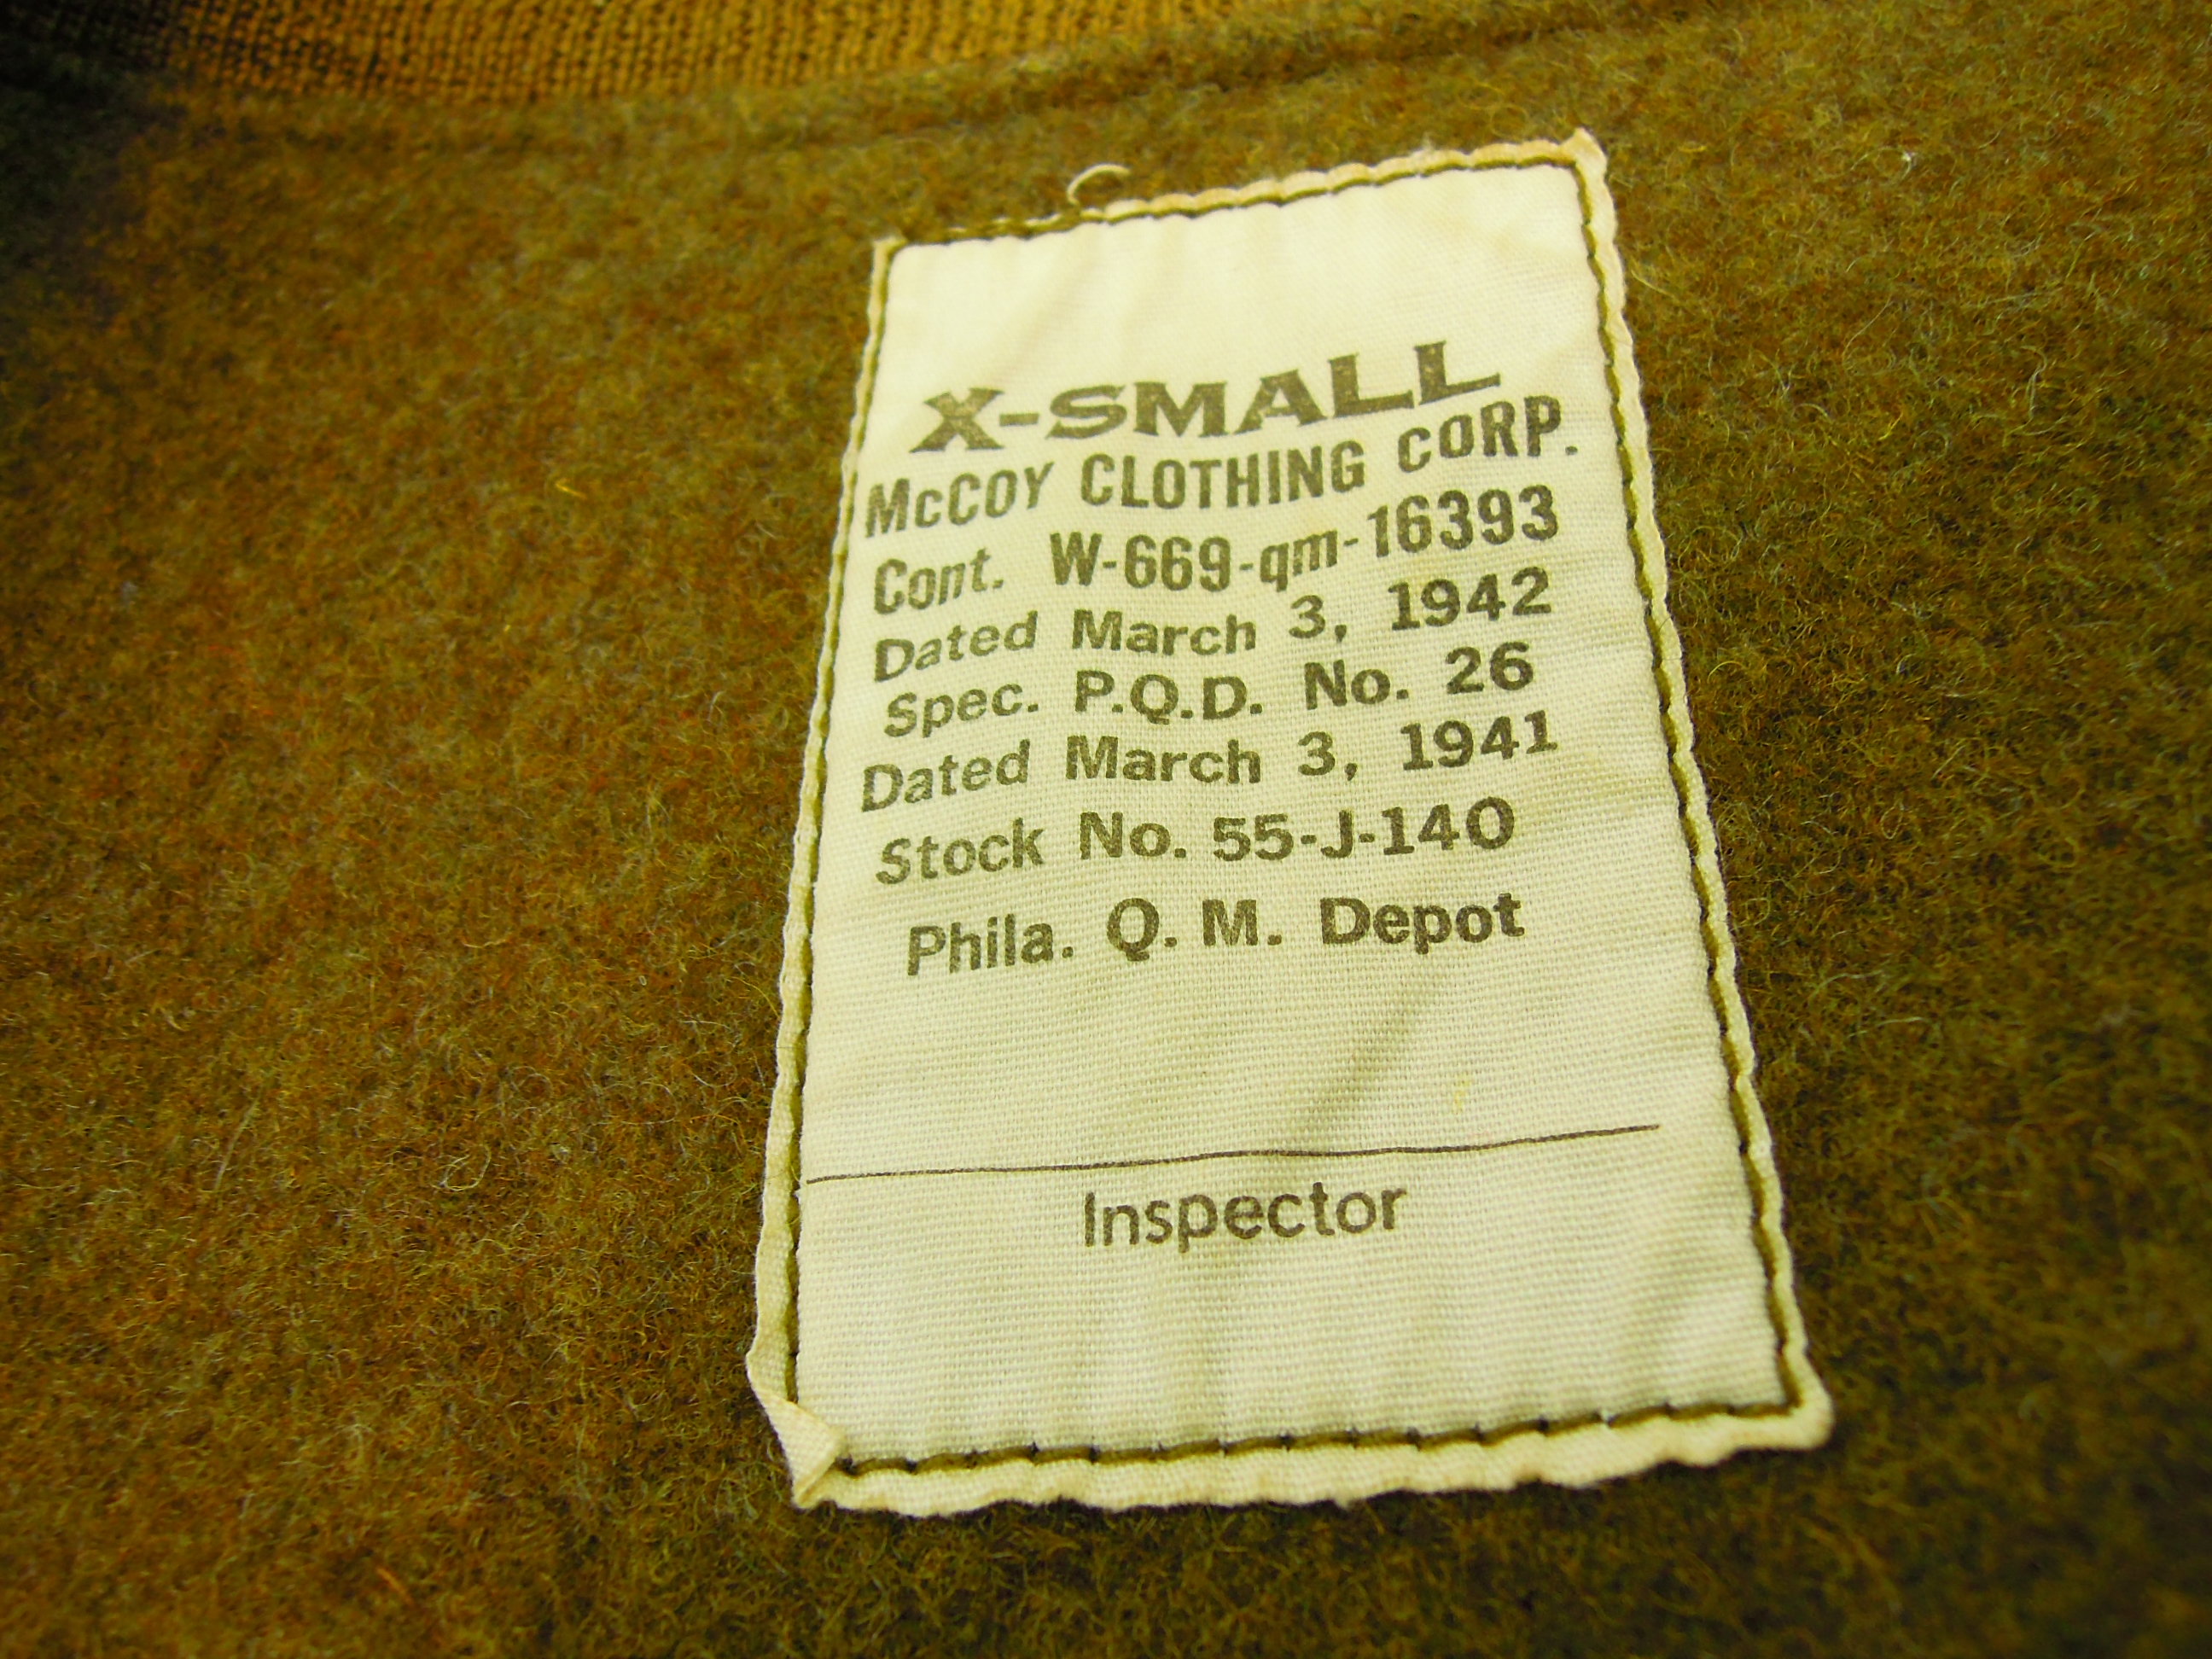 X-SMALL
McCOY CLOTHING CORP.
Cont. W-669-qm-16393
Dated March 3, 1942
Spec. P.Q.D. No. 26
Dated March 3, 1941
Stock No. 55-J-140
Phila. Q. M. Depot
Inspector